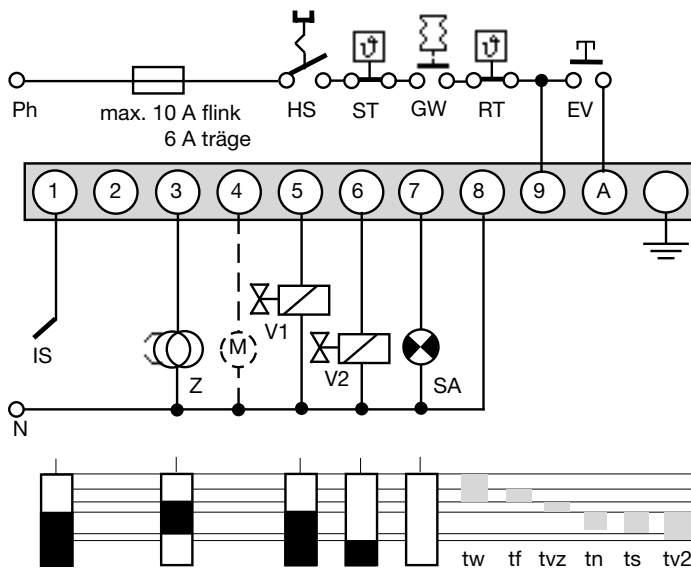 ϑ ϑ
Ph max. 10 A flink HS ST GW RT EV
6 A träge
1 2 3 4 5 6 7 8 9 A
IS Z M V1 V2 SA
N
tw tf tvz tn ts tv2